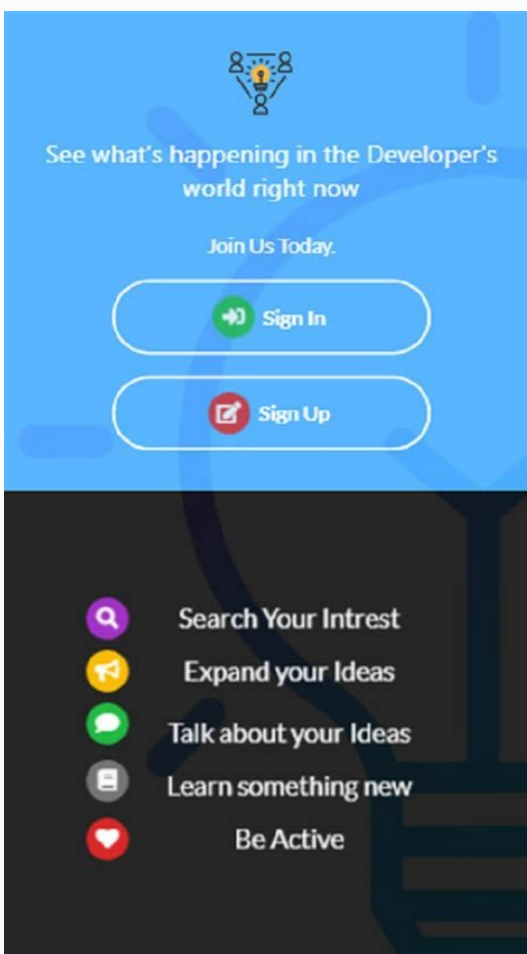 See what's happening in the Developer's
world right now
Join Us Today.
Sign In
Sign Up
Search Your Intrest
Expand your Ideas
Talk about your Ideas
Learn something new
Be Active